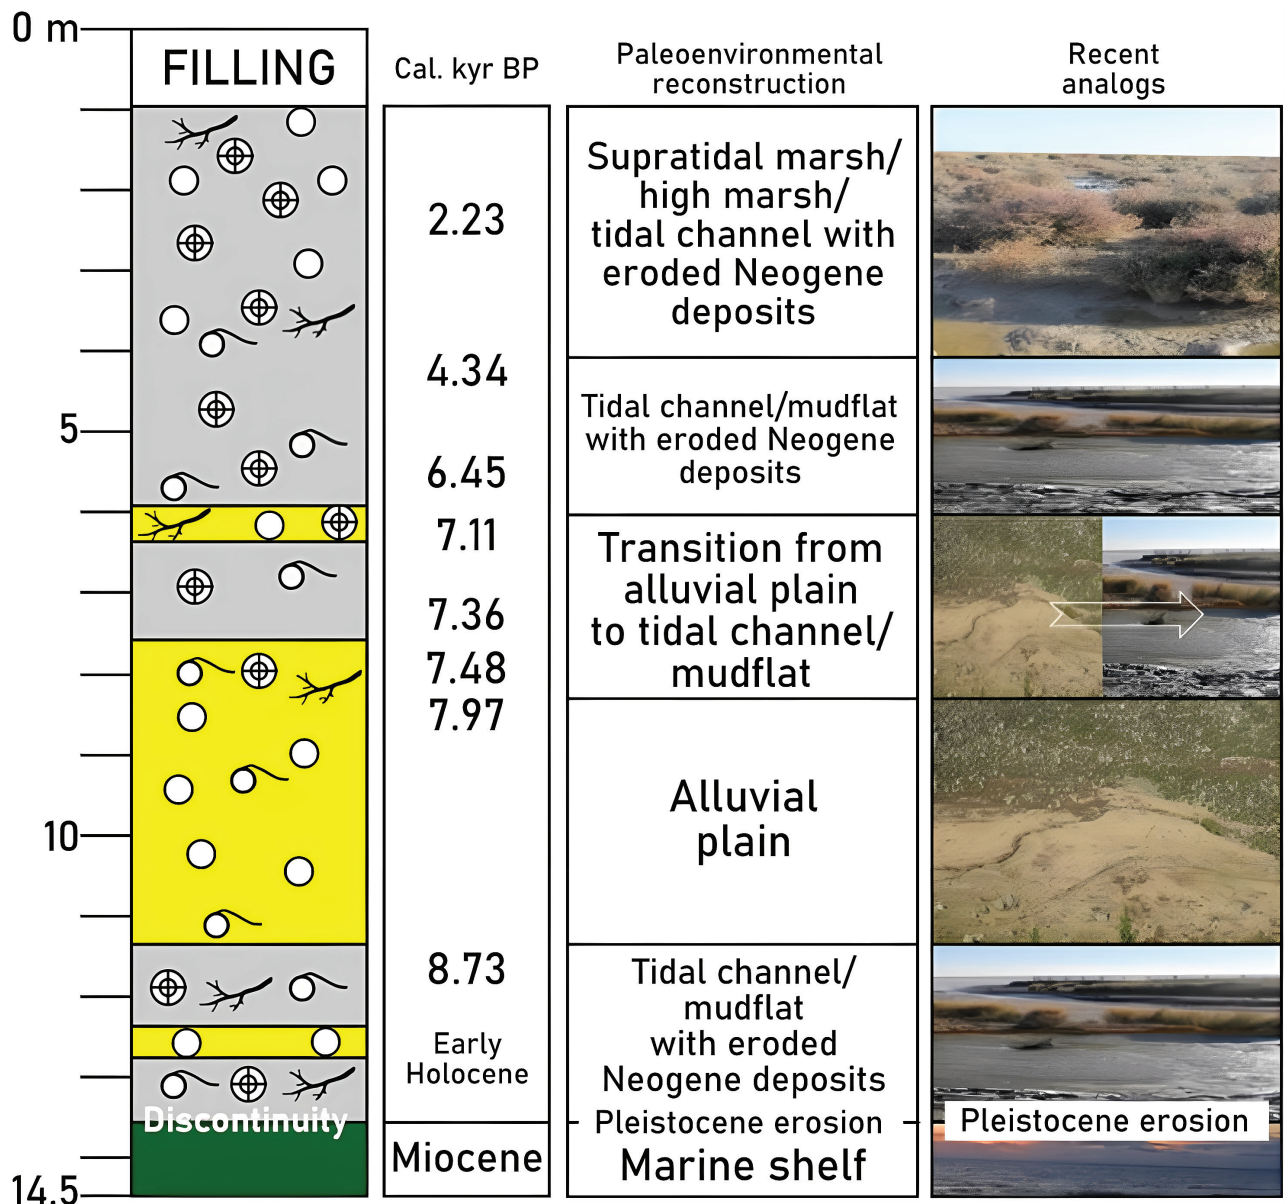 0 m
FILLING
Cal. kyr BP
Paleoenvironmental
reconstruction
Recent
analogs
2.23
Supratidal marsh/
high marsh/
tidal channel with
eroded Neogene
deposits
4.34
5
6.45
Tidal channel/mudflat
with eroded Neogene
deposits
7.11
7.36
7.48
7.97
Transition from
alluvial plain
to tidal channel/
mudflat
10
Alluvial
plain
8.73
Early
Holocene
Tidal channel/
mudflat
with eroded
Neogene deposits
Discontinuity
Pleistocene erosion
Pleistocene erosion
Miocene
Marine shelf
14.5